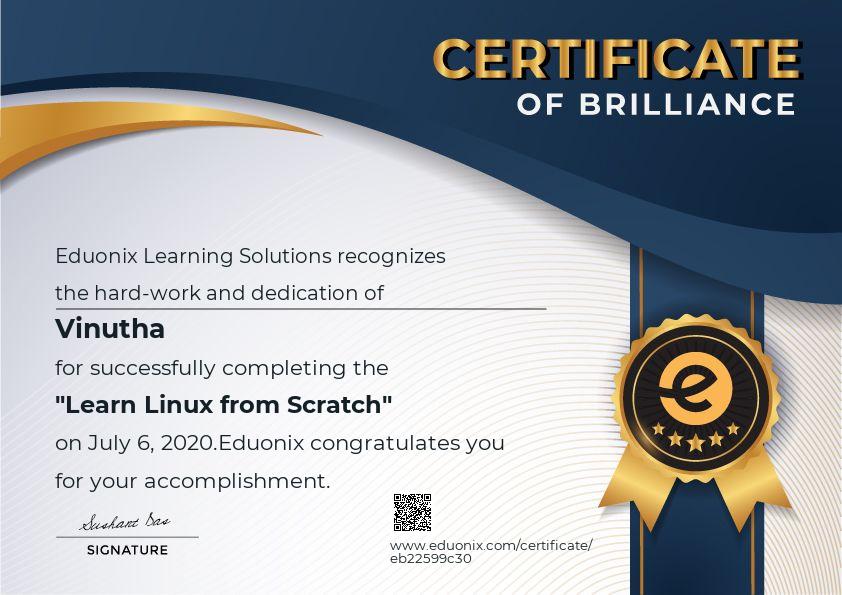 CERTIFICATE
OF BRILLIANCE
Eduonix Learning Solutions recognizes
the hard-work and dedication of
Vinutha
for successfully completing the
"Learn Linux from Scratch"
on July 6, 2020.Eduonix congratulates you
for your accomplishment.
Sushant Das
SIGNATURE
www.eduonix.com/certificate/
eb22599c30
e